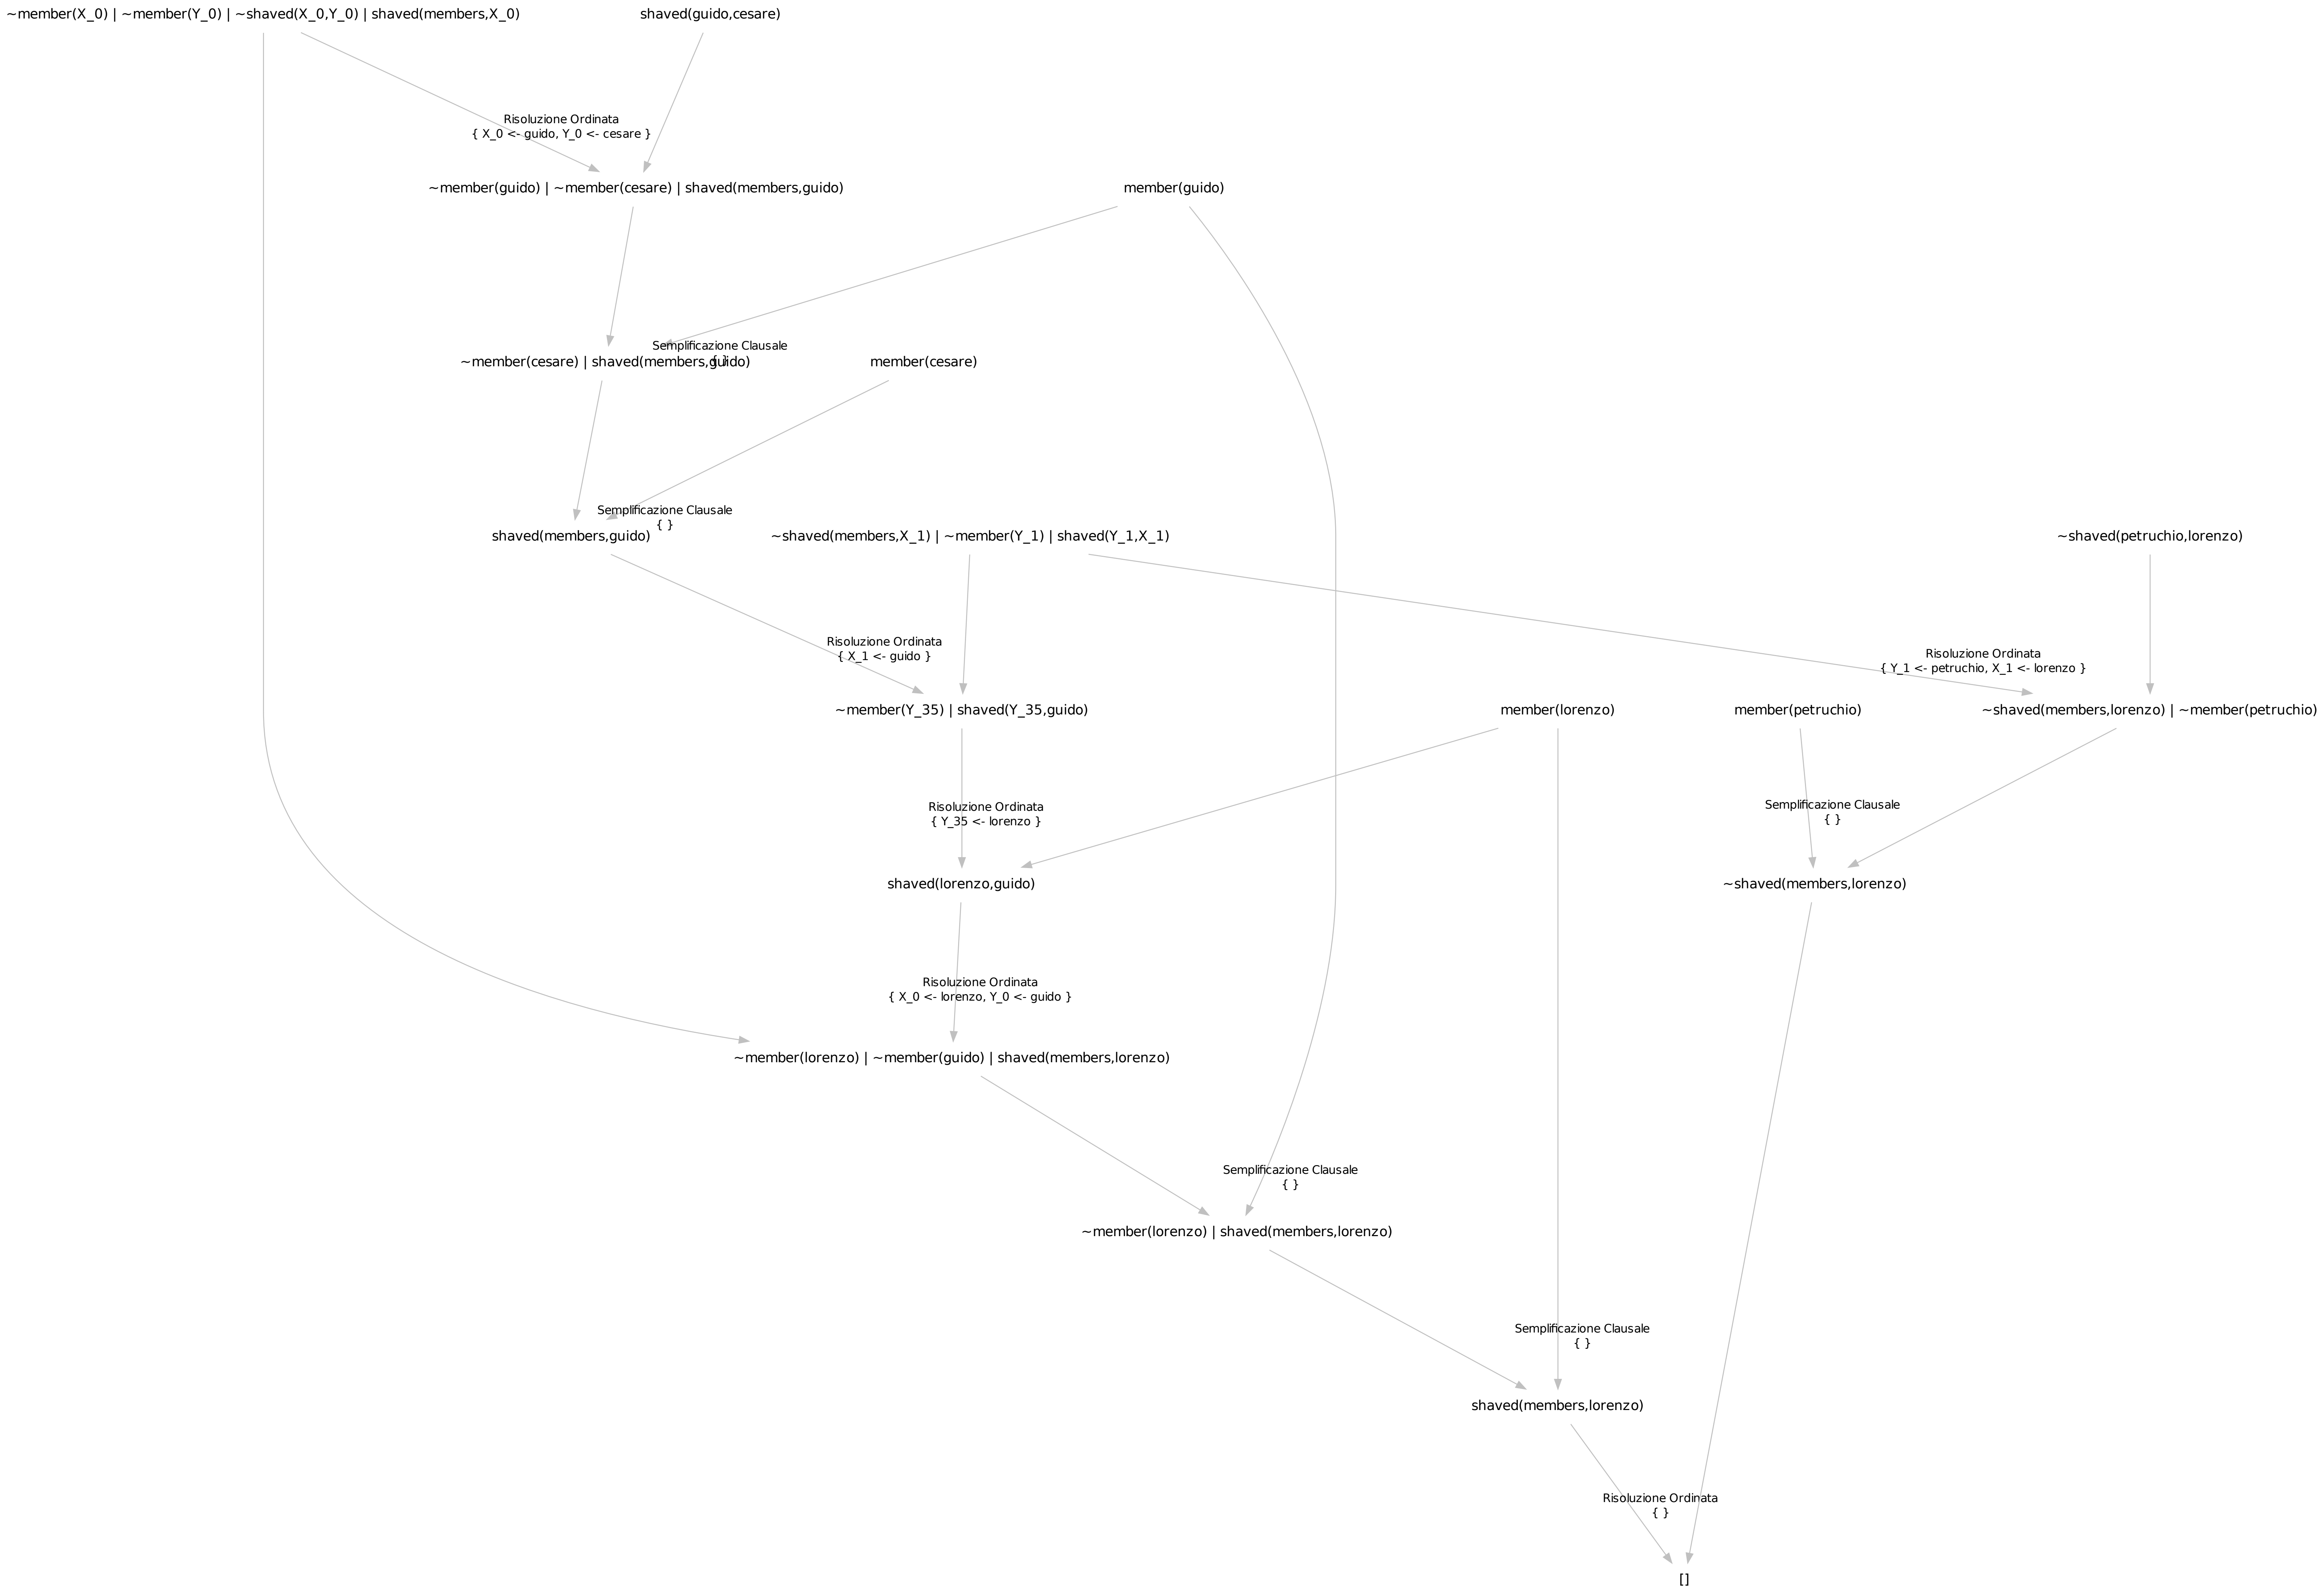 ~member(X_0) | ~member(Y_0) | ~shaved(X_0,Y_0) | shaved(members,X_0)
shaved(guido,cesare)
Risoluzione Ordinata
{ X_0 <- guido, Y_0 <- cesare }
~member(guido) | ~member(cesare) | shaved(members,guido)
member(guido)
Semplificazione Clausale
{ }
~member(cesare) | shaved(members,guido)
member(cesare)
Semplificazione Clausale
{ }
shaved(members,guido)
~shaved(members,X_1) | ~member(Y_1) | shaved(Y_1,X_1)
~shaved(petruchio,lorenzo)
Risoluzione Ordinata
{ X_1 <- guido }
Risoluzione Ordinata
{ Y_1 <- petruchio, X_1 <- lorenzo }
~member(Y_35) | shaved(Y_35,guido)
member(lorenzo)
member(petruchio)
~shaved(members,lorenzo) | ~member(petruchio)
Risoluzione Ordinata
{ Y_35 <- lorenzo }
Semplificazione Clausale
{ }
shaved(lorenzo,guido)
~shaved(members,lorenzo)
Risoluzione Ordinata
{ X_0 <- lorenzo, Y_0 <- guido }
~member(lorenzo) | ~member(guido) | shaved(members,lorenzo)
Semplificazione Clausale
{ }
~member(lorenzo) | shaved(members,lorenzo)
Semplificazione Clausale
{ }
shaved(members,lorenzo)
Risoluzione Ordinata
{ }
[]